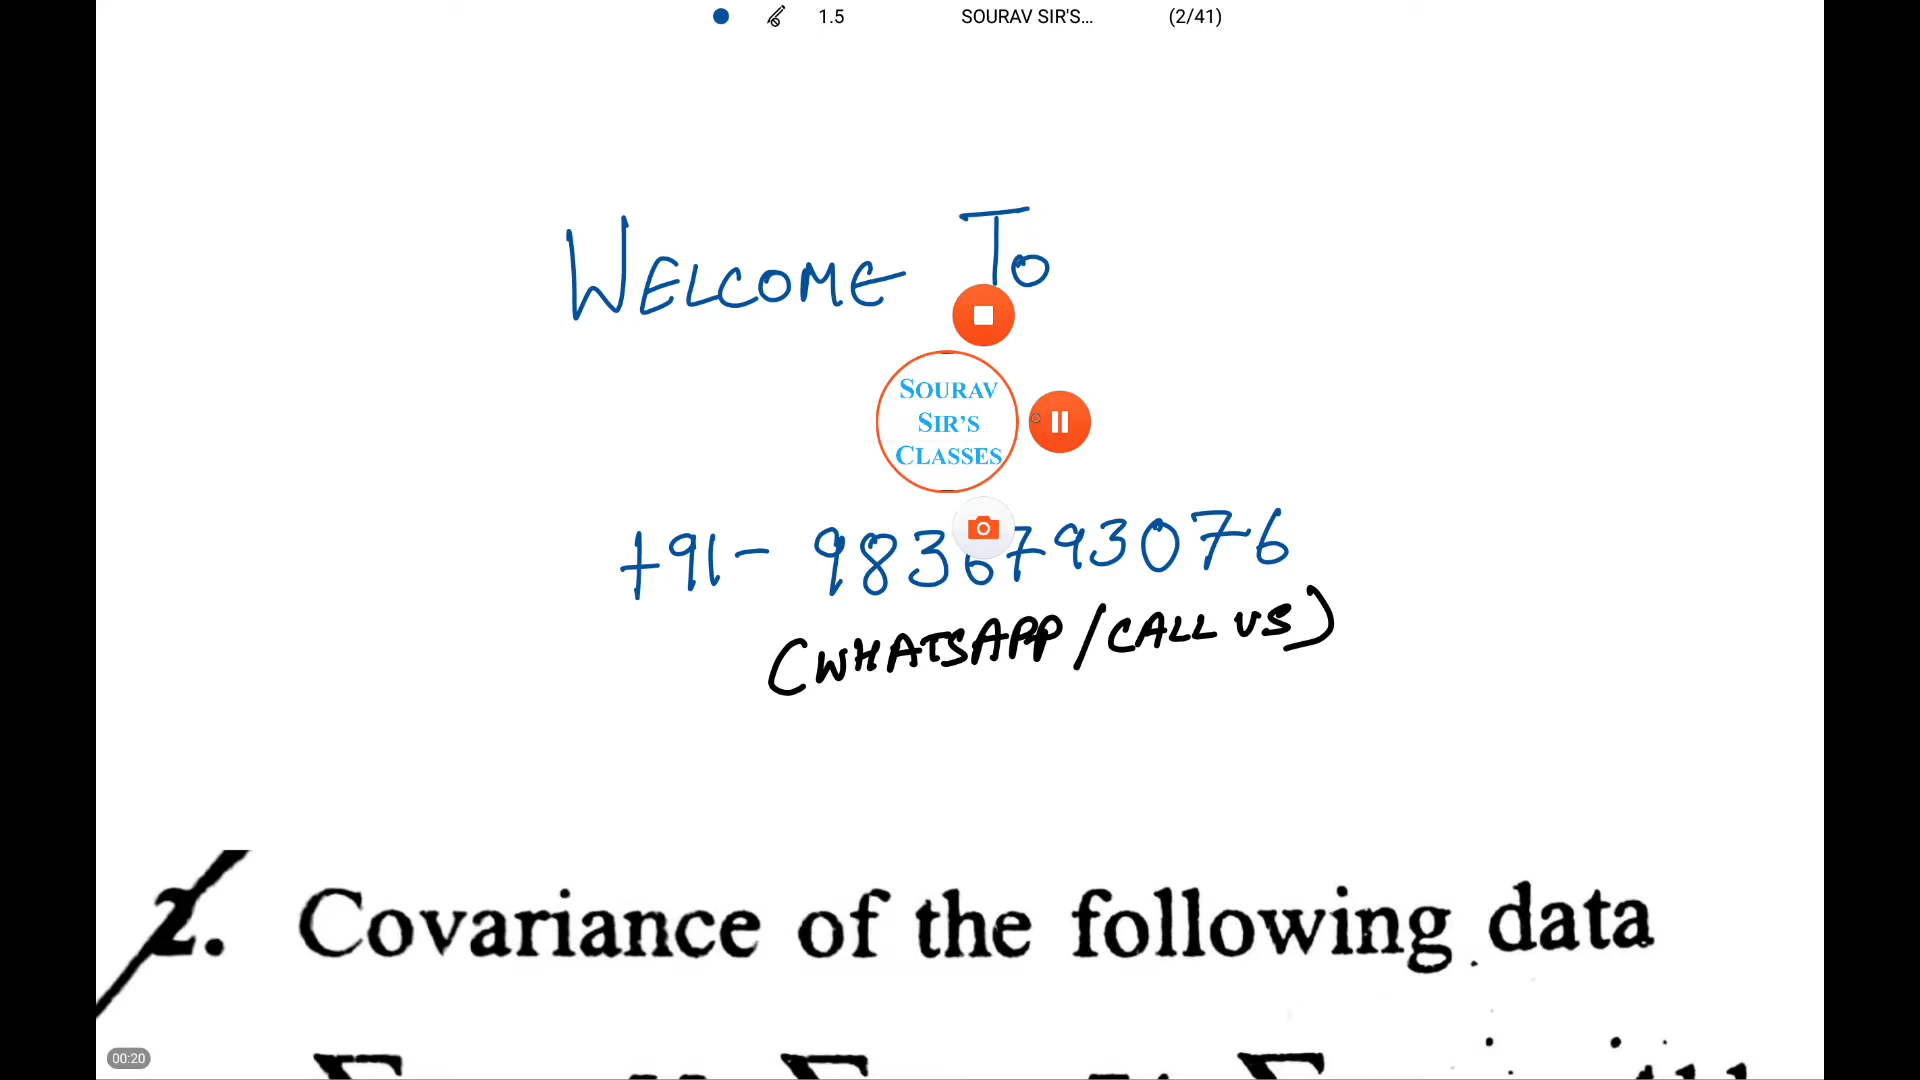 1.5 SOURAV SIR'S... (2/41)
WELCOME TO
SOURAV
SIR'S
CLASSES
+91- 9836793076
(WHATSAPP/CALL US)
2. Covariance of the following data
00:20